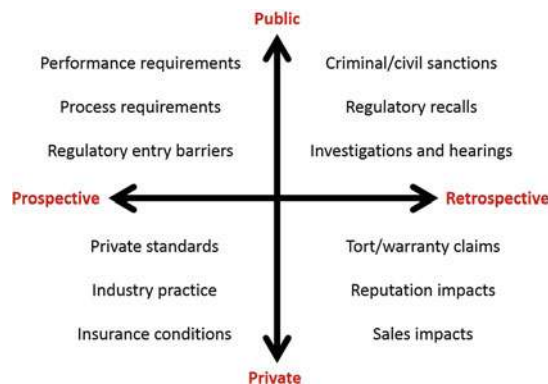 Public
Performance requirements
Criminal/civil sanctions
Process requirements
Regulatory recalls
Regulatory entry barriers
Investigations and hearings
Prospective
Retrospective
Private standards
Tort/warranty claims
Industry practice
Reputation impacts
Insurance conditions
Sales impacts
Private